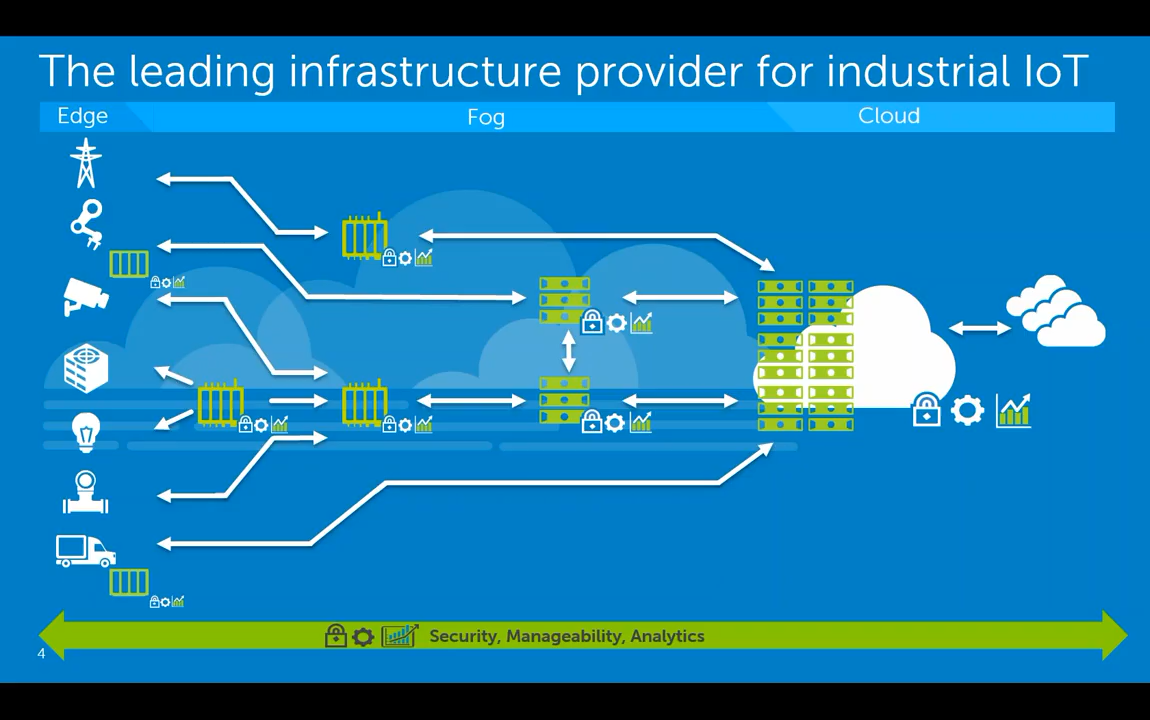 The leading infrastructure provider for industrial IoT
Edge
Fog
Cloud
Security, Manageability, Analytics
4